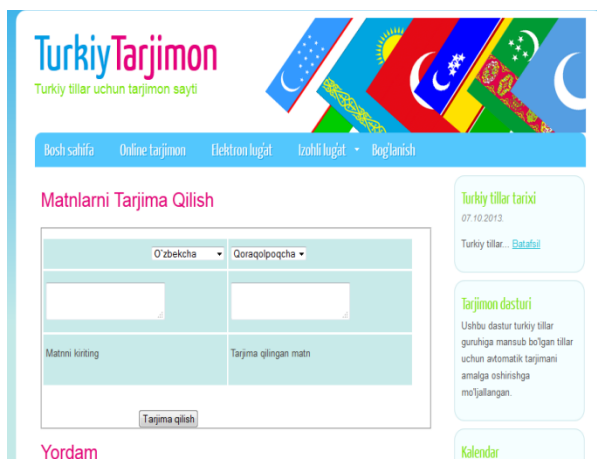 TurkiyTarjimon
Turkiy tillar uchun tarjimon sayti
Bosh sahifa Online tarjimon Elektron lug'at Izohli lug'at Bog'lanish
Matnlarni Tarjima Qilish
O`zbekcha Qoraqolpoqcha
Matnni kiriting Tarjima qilingan matn
Tarjima qilish
Yordam
Turkiy tillar tarixi
07.10.2013.
Turkiy tillar... Batafsil
Tarjimon dasturi
Ushbu dastur turkiy tillar
guruhiga mansub bo'lgan tillar
uchun avtomatik tarjimani
amalga oshirishga
mo'ljallangan.
Kalendar